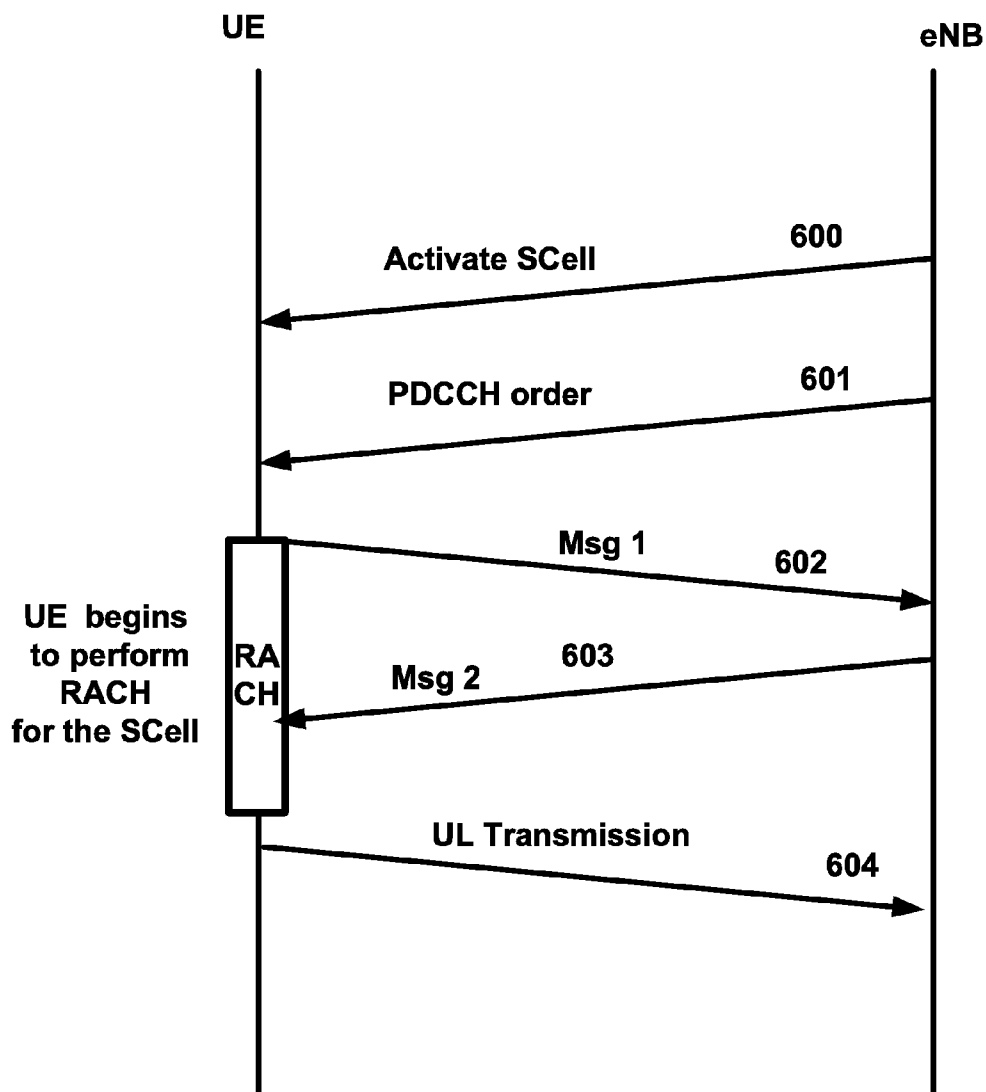 UE
eNB
600
Activate SCell
601
PDCCH order
Msg 1
602
UE begins
to perform
RACH
for the SCell
RA
CH
603
Msg 2
UL Transmission
604